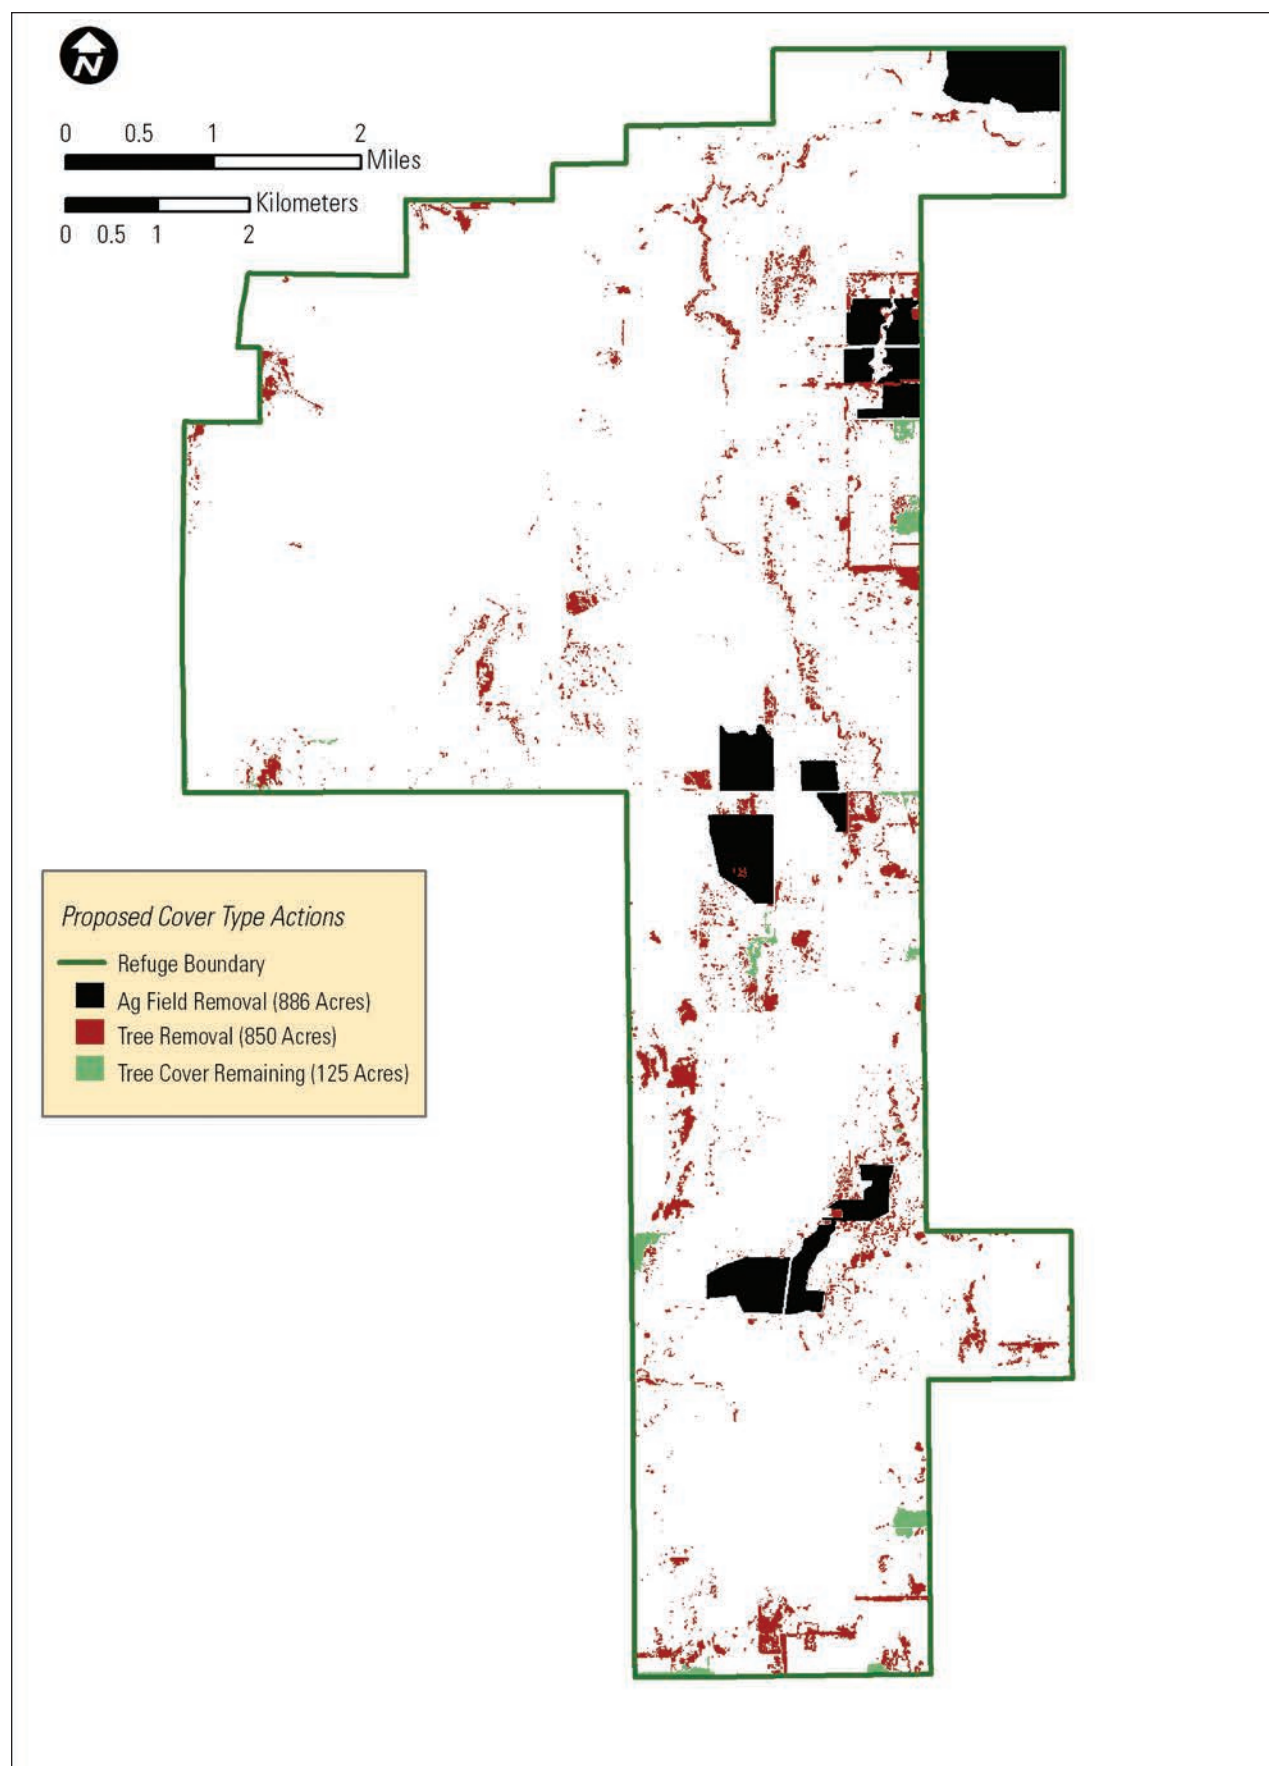 N
0 0.5 1 2
Miles
Kilometers
0 0.5 1 2
Proposed Cover Type Actions
Refuge Boundary
Ag Field Removal (886 Acres)
Tree Removal (850 Acres)
Tree Cover Remaining (125 Acres)